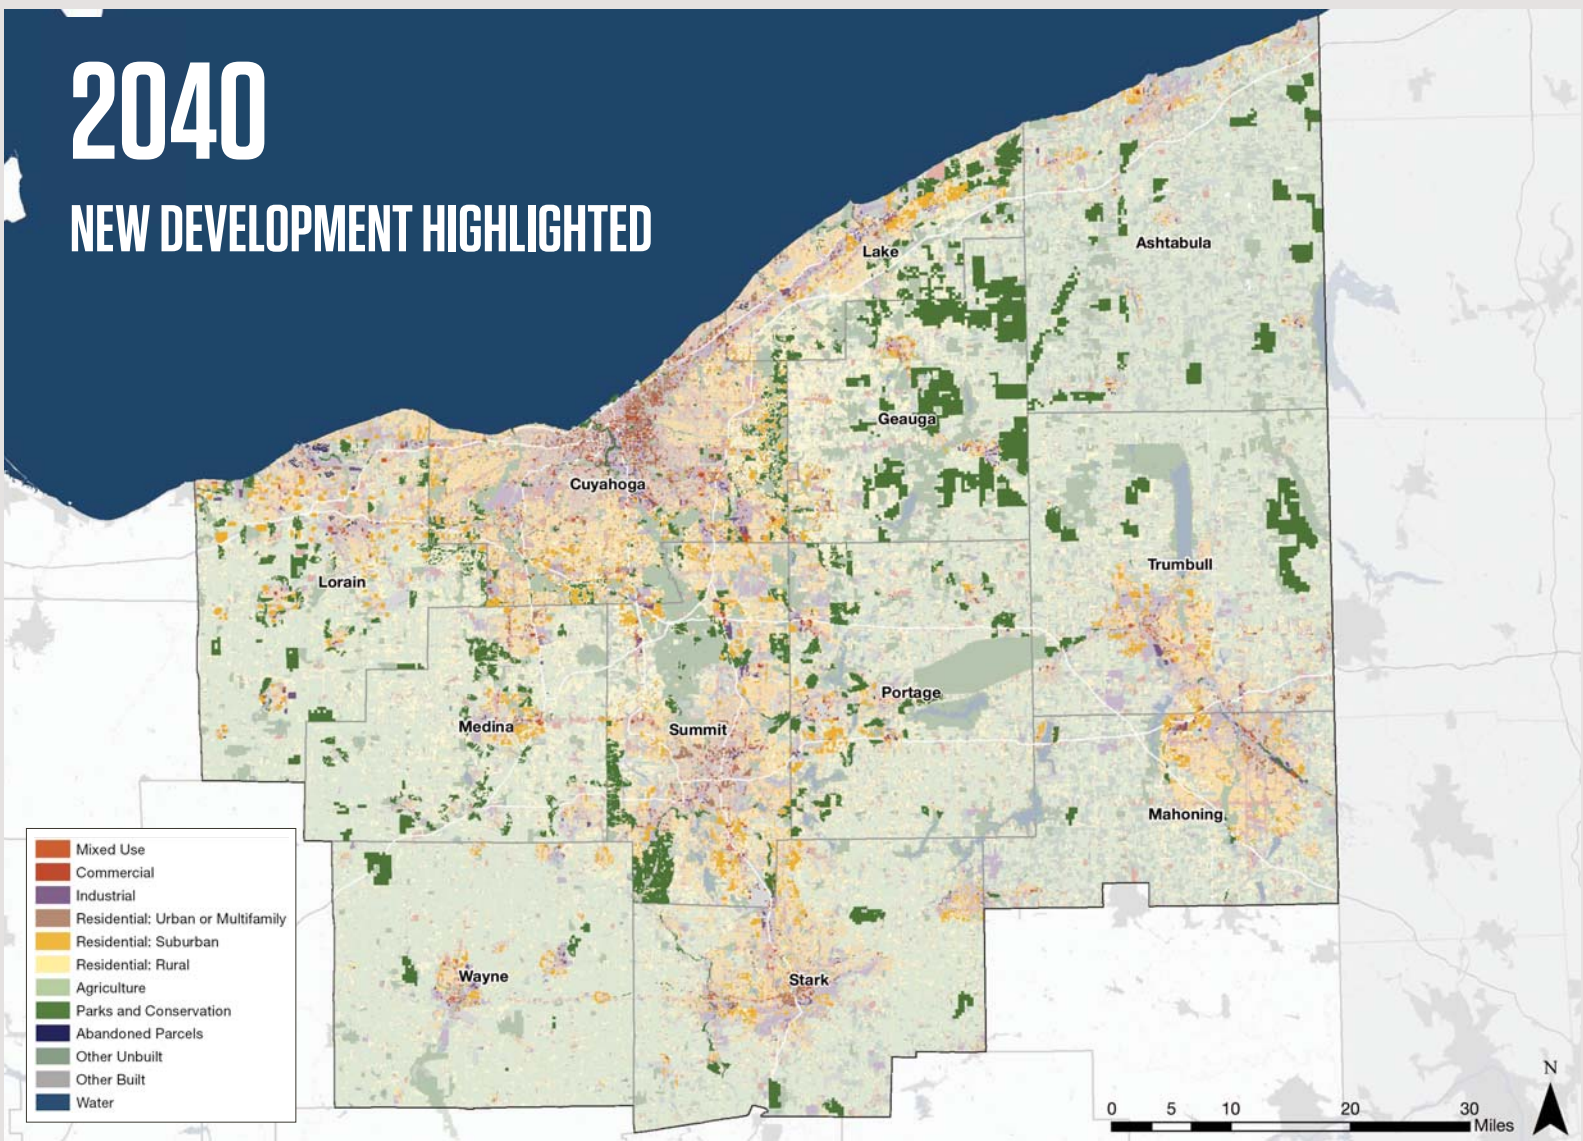 2040
NEW DEVELOPMENT HIGHLIGHTED
Lake
Ashtabula
Geauga
Cuyahoga
Trumbull
Lorain
Portage
Medina
Summit
Mahoning
Wayne
Stark
Mixed Use
Commercial
Industrial
Residential: Urban or Multifamily
Residential: Suburban
Residential: Rural
Agriculture
Parks and Conservation
Abandoned Parcels
Other Unbuilt
Other Built
Water
N
0 5 10 20 30
Miles